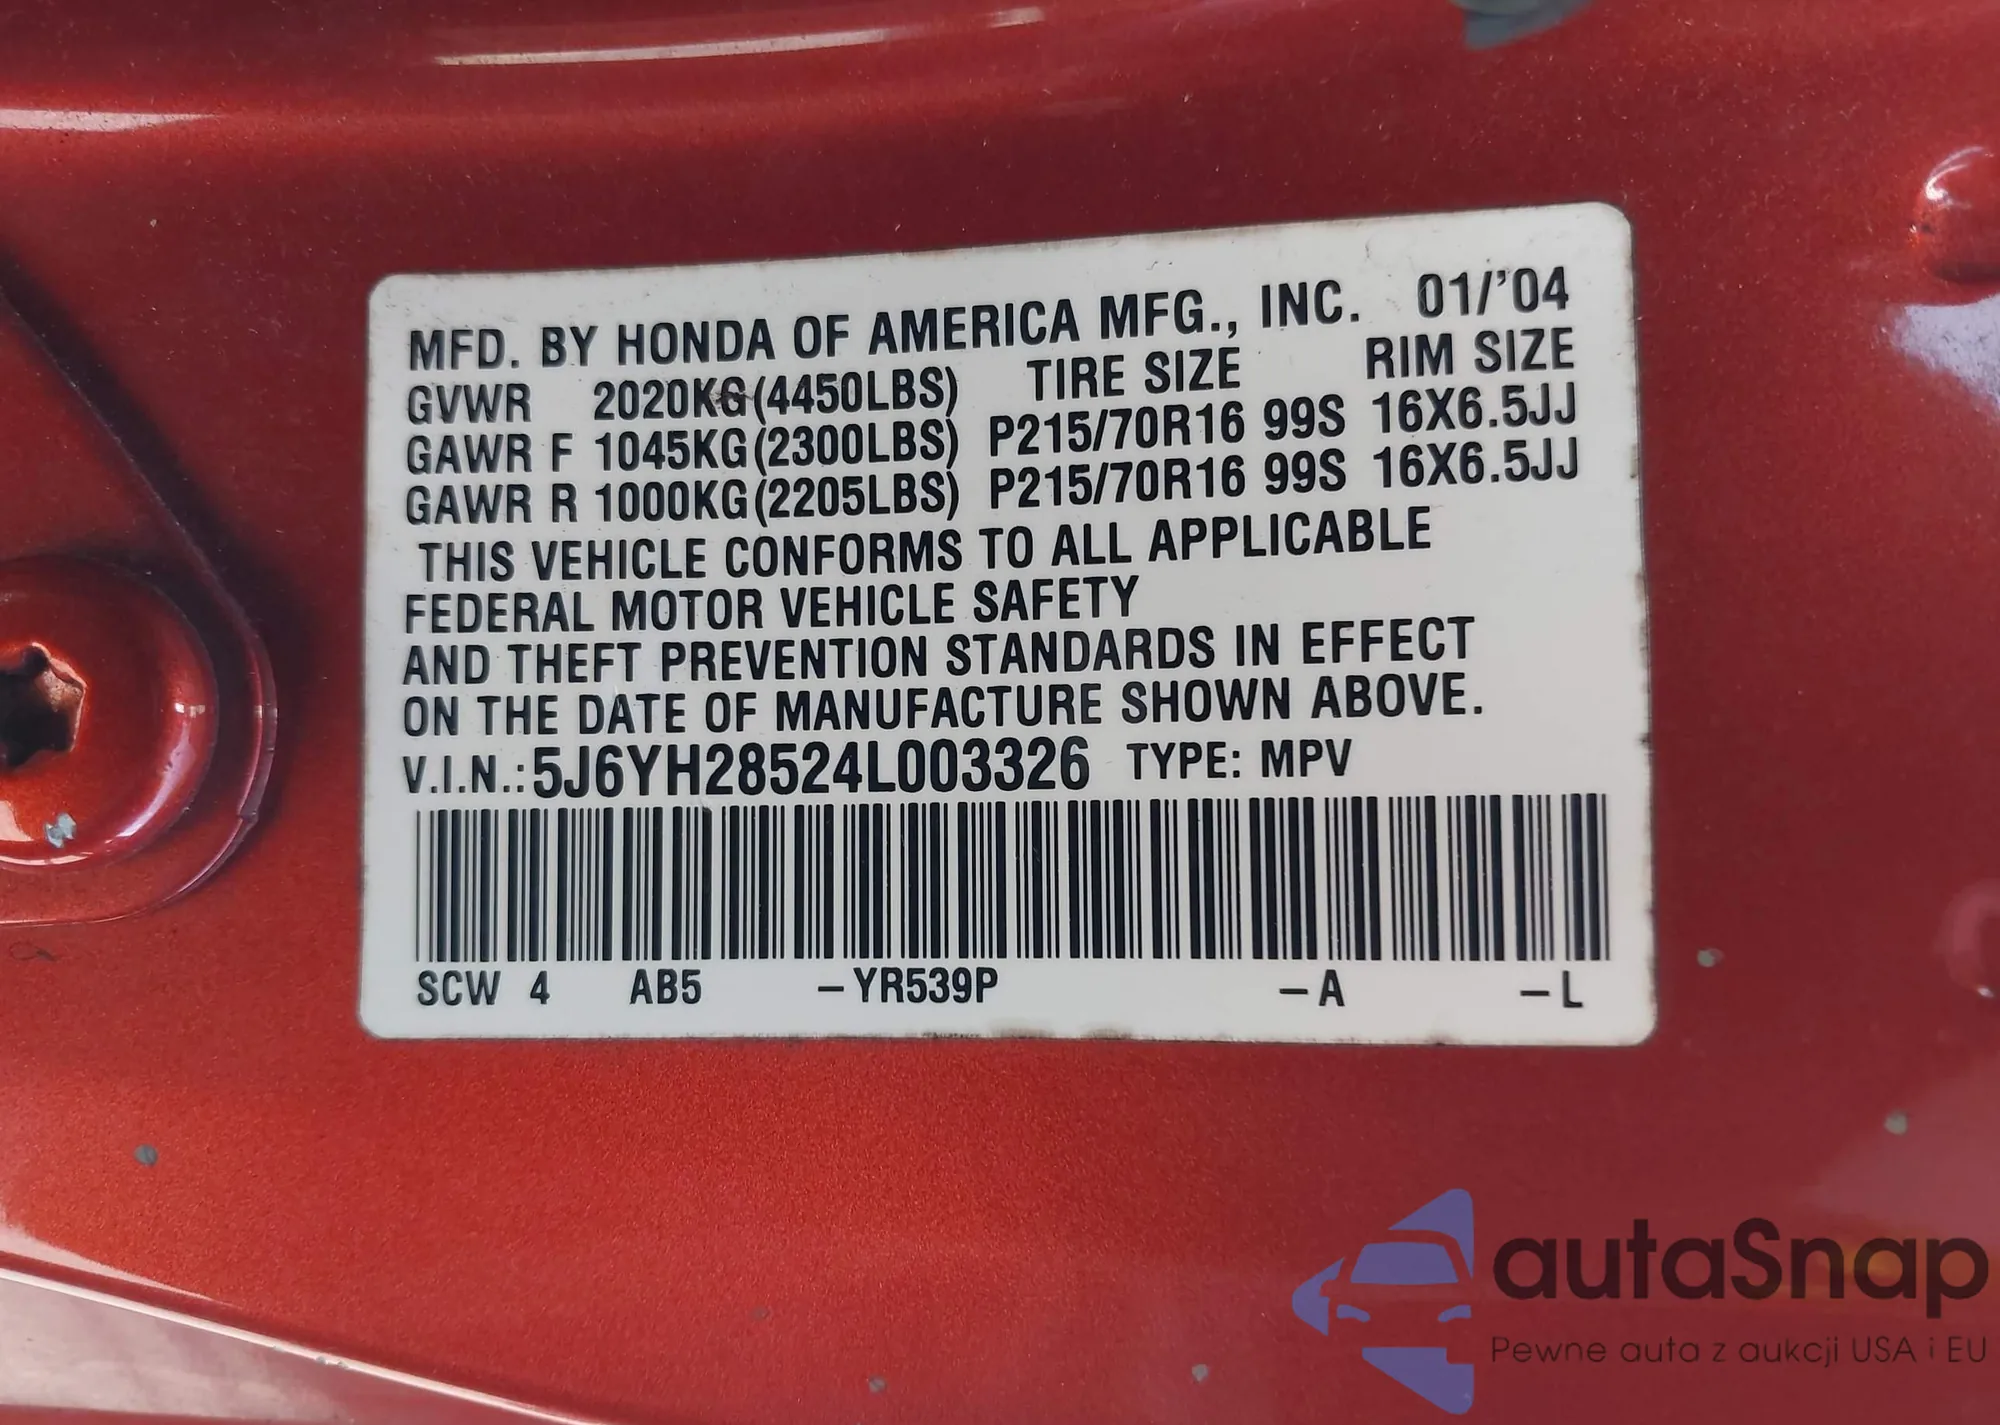 MFD. BY HONDA OF AMERICA MFG., INC. 01/'04
GVWR 2020KG(4450LBS) TIRE SIZE RIM SIZE
GAWR F 1045KG(2300LBS) P215/70R16 99S 16X6.5JJ
GAWR R 1000KG(2205LBS) P215/70R16 99S 16X6.5JJ
THIS VEHICLE CONFORMS TO ALL APPLICABLE
FEDERAL MOTOR VEHICLE SAFETY
AND THEFT PREVENTION STANDARDS IN EFFECT
ON THE DATE OF MANUFACTURE SHOWN ABOVE.
V.I.N.: 5J6YH28524L003326 TYPE: MPV
SCW 4 AB5 –YR539P –A –L
autaSnap
Pewne auta z aukcji USA i EU